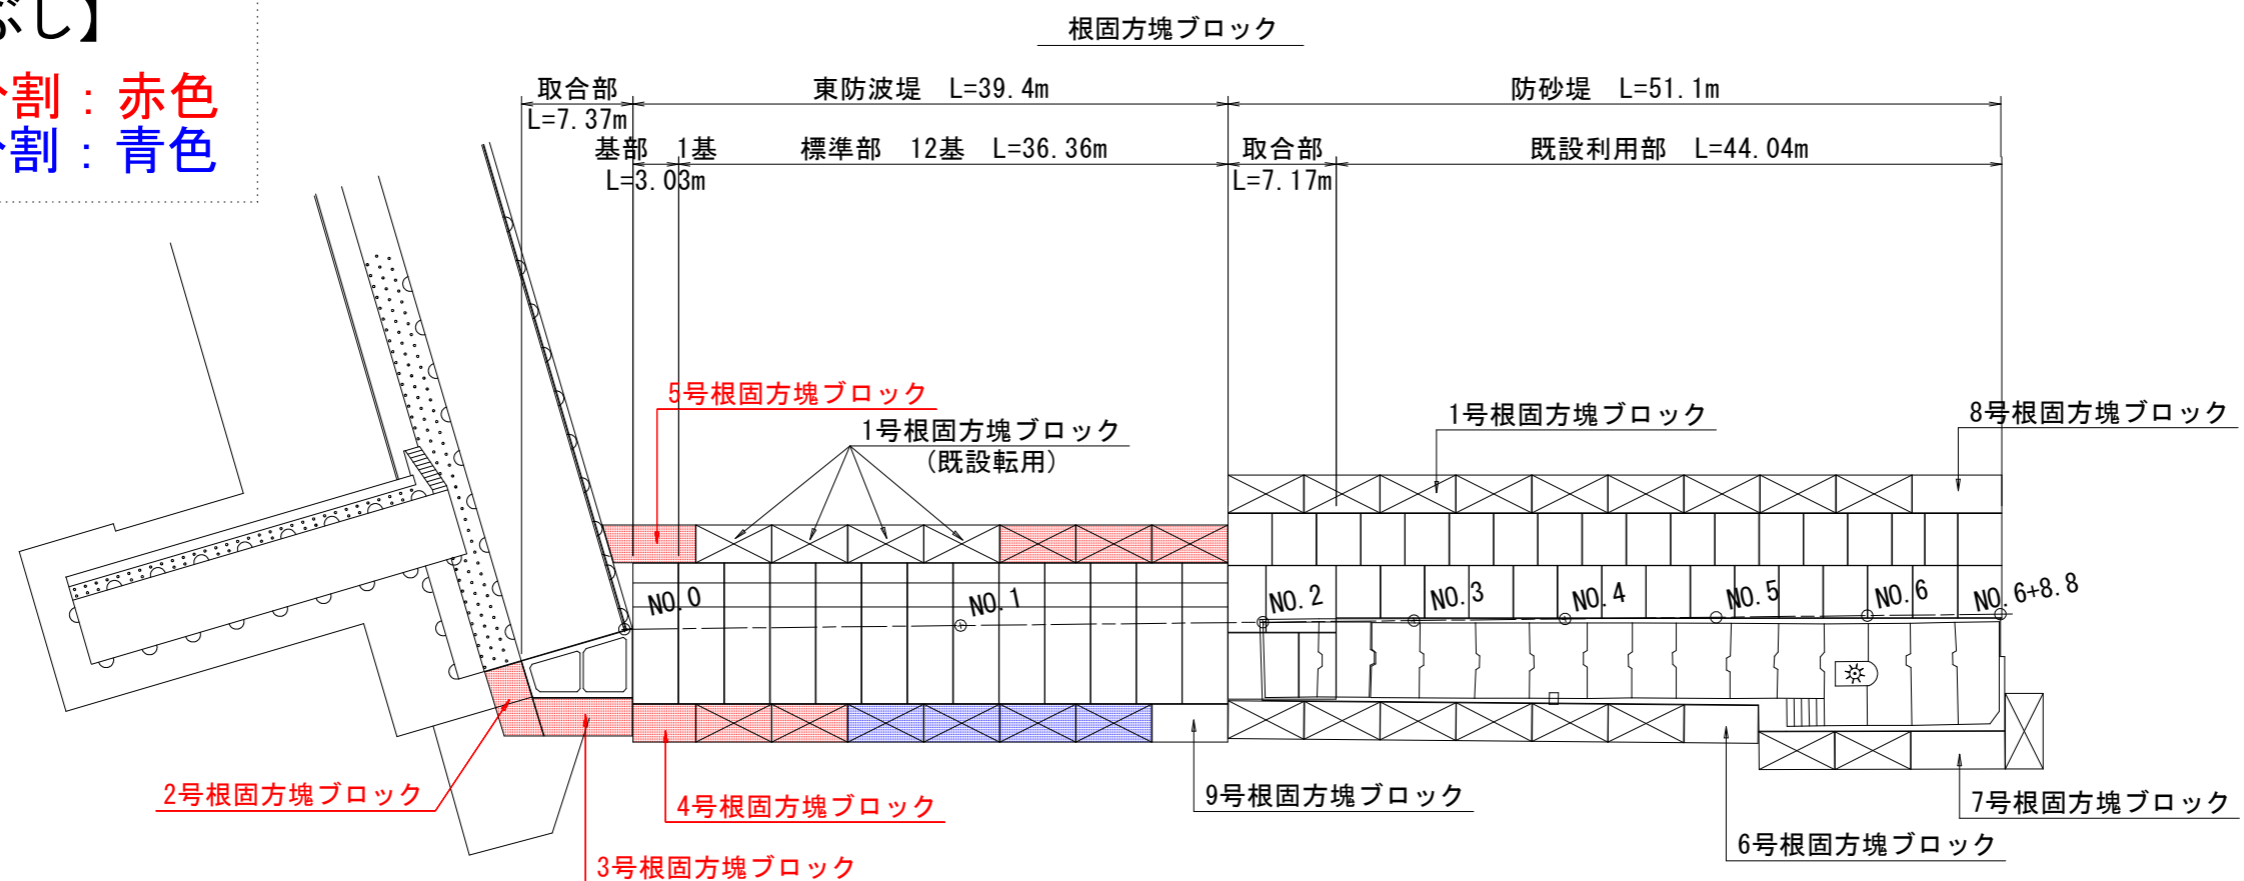 ぶし】
分割：赤色
分割：青色
根固方塊ブロック
取合部
L=7.37m
東防波堤　L=39.4m
防砂堤　L=51.1m
基部　1基
L=3.03m
標準部　12基　L=36.36m
取合部
L=7.17m
既設利用部　L=44.04m
5号根固方塊ブロック
1号根固方塊ブロック
(既設転用)
1号根固方塊ブロック
8号根固方塊ブロック
NO.0
NO.1
NO.2
NO.3
NO.4
NO.5
NO.6
NO.6+8.8
2号根固方塊ブロック
4号根固方塊ブロック
9号根固方塊ブロック
7号根固方塊ブロック
6号根固方塊ブロック
3号根固方塊ブロック